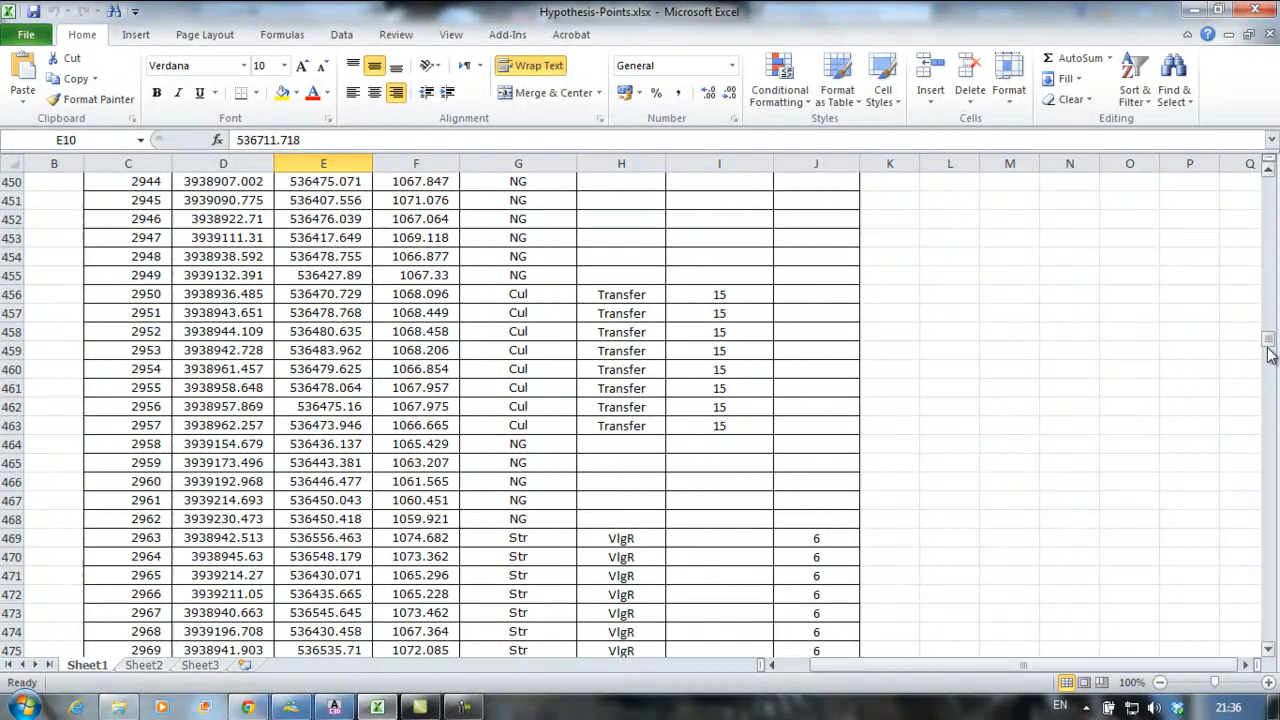 Hypothesis-Points.xlsx - Microsoft Excel
File Home Insert Page Layout Formulas Data Review View Add-Ins Acrobat
Paste
Cut
Copy
Format Painter
Clipboard
Verdana 10
B I U
Font
Wrap Text
Merge & Center
Alignment
General
% ,
Number
Conditional Formatting
Format as Table
Cell Styles
Styles
Insert Delete Format
Cells
Σ AutoSum
Fill
Clear
Sort & Filter
Find & Select
Editing
E10 fx 536711.718
B C D E F G H I J K L M N O P Q
450 2944 3938907.002 536475.071 1067.847 NG
451 2945 3939090.775 536407.556 1071.076 NG
452 2946 3938922.71 536476.039 1067.064 NG
453 2947 3939111.31 536417.649 1069.118 NG
454 2948 3938938.592 536478.755 1066.877 NG
455 2949 3939132.391 536427.89 1067.33 NG
456 2950 3938936.485 536470.729 1068.096 Cul Transfer 15
457 2951 3938943.651 536478.768 1068.449 Cul Transfer 15
458 2952 3938944.109 536480.635 1068.458 Cul Transfer 15
459 2953 3938942.728 536483.962 1068.206 Cul Transfer 15
460 2954 3938961.457 536479.625 1066.854 Cul Transfer 15
461 2955 3938958.648 536478.064 1067.957 Cul Transfer 15
462 2956 3938957.869 536475.16 1067.975 Cul Transfer 15
463 2957 3938962.257 536473.946 1066.665 Cul Transfer 15
464 2958 3939154.679 536436.137 1065.429 NG
465 2959 3939173.496 536443.381 1063.207 NG
466 2960 3939192.968 536446.477 1061.565 NG
467 2961 3939214.693 536450.043 1060.451 NG
468 2962 3939230.473 536450.418 1059.921 NG
469 2963 3938942.513 536556.463 1074.682 Str VlgR 6
470 2964 3938945.63 536548.179 1073.362 Str VlgR 6
471 2965 3939214.27 536430.071 1065.296 Str VlgR 6
472 2966 3939211.05 536435.665 1065.228 Str VlgR 6
473 2967 3938940.663 536545.645 1073.462 Str VlgR 6
474 2968 3939196.708 536430.458 1067.364 Str VlgR 6
475 2969 3938941.903 536535.71 1072.085 Str VlgR 6
Sheet1 Sheet2 Sheet3
Ready 100%
EN 21:36